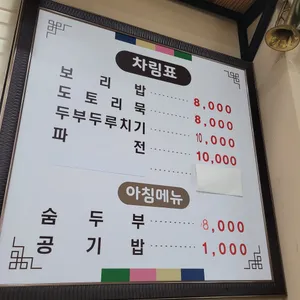 차림표
보리밥 8,000
도토리묵 8,000
두부두루치기 10,000
파전 10,000
아침메뉴
숨두부 8,000
공기밥 1,000